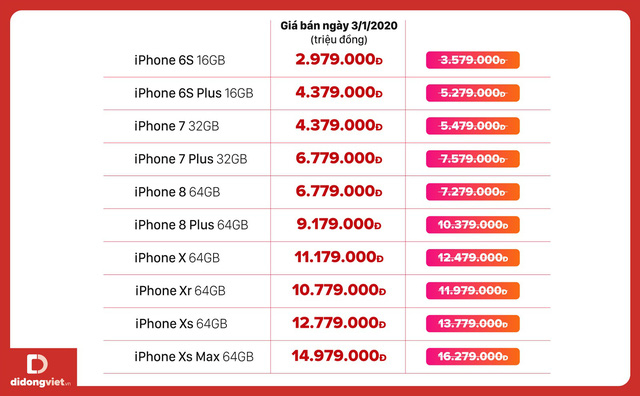 Giá bán ngày 3/1/2020
(triệu đồng)
iPhone 6S 16GB 2.979.000Đ 3.579.000Đ
iPhone 6S Plus 16GB 4.379.000Đ 5.279.000Đ
iPhone 7 32GB 4.379.000Đ 5.479.000Đ
iPhone 7 Plus 32GB 6.779.000Đ 7.579.000Đ
iPhone 8 64GB 6.779.000Đ 7.279.000Đ
iPhone 8 Plus 64GB 9.179.000Đ 10.379.000Đ
iPhone X 64GB 11.179.000Đ 12.479.000Đ
iPhone Xr 64GB 10.779.000Đ 11.979.000Đ
iPhone Xs 64GB 12.779.000Đ 13.779.000Đ
iPhone Xs Max 64GB 14.979.000Đ 16.279.000Đ
didongviet.vn